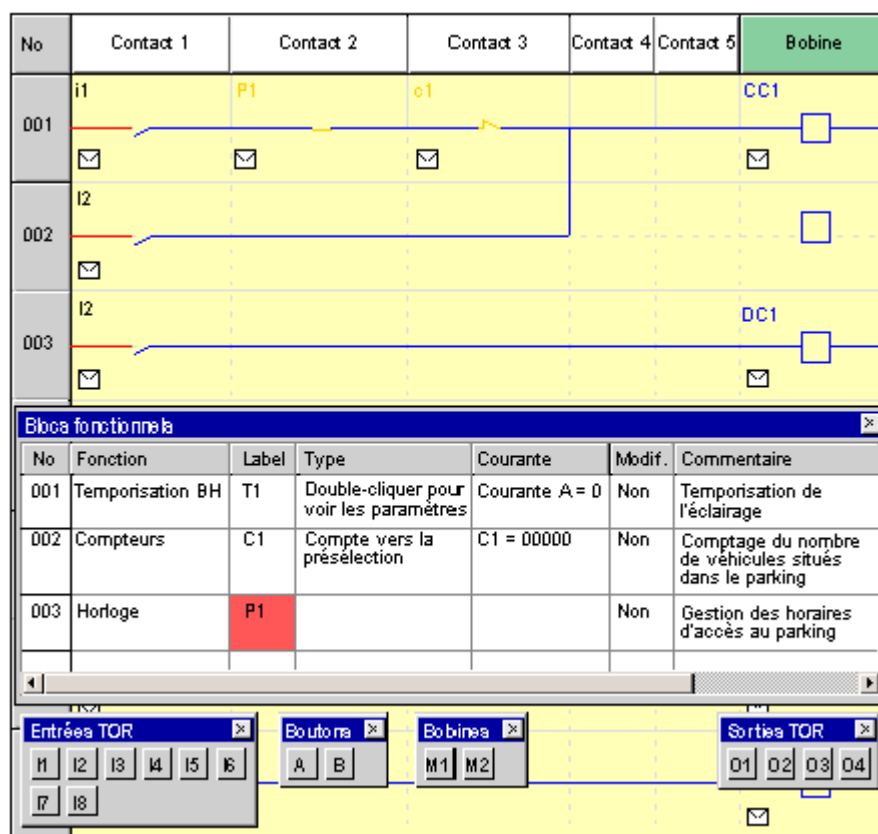 No Contact 1 Contact 2 Contact 3 Contact 4 Contact 5 Bobine
i1 P1 c1 CC1
001
I2
002
I2 DC1
003
Blocs fonctionnels
No Fonction Label Type Courante Modif. Commentaire
001 Temporisation BH T1 Double-cliquer pour Courante A = 0 Non Temporisation de
voir les paramètres l'éclairage
002 Compteurs C1 Compte vers la C1 = 00000 Non Comptage du nombre
présélection de véhicules situés
dans le parking
003 Horloge P1 Non Gestion des horaires
d'accès au parking
Entrées TOR Boutons Bobines Sorties TOR
I1 I2 I3 I4 I5 I6 A B M1 M2 O1 O2 O3 O4
I7 I8